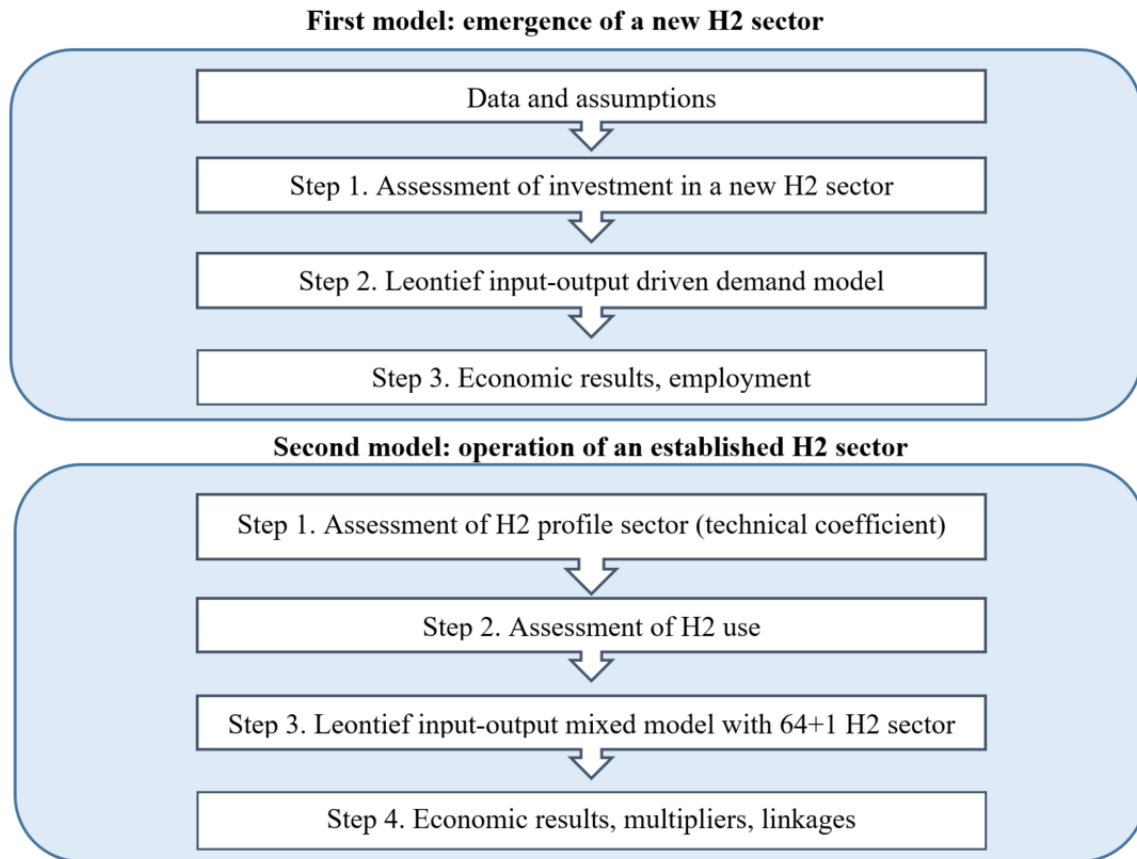 First model: emergence of a new H2 sector
Data and assumptions
Step 1. Assessment of investment in a new H2 sector
Step 2. Leontief input-output driven demand model
Step 3. Economic results, employment
Second model: operation of an established H2 sector
Step 1. Assessment of H2 profile sector (technical coefficient)
Step 2. Assessment of H2 use
Step 3. Leontief input-output mixed model with 64+1 H2 sector
Step 4. Economic results, multipliers, linkages